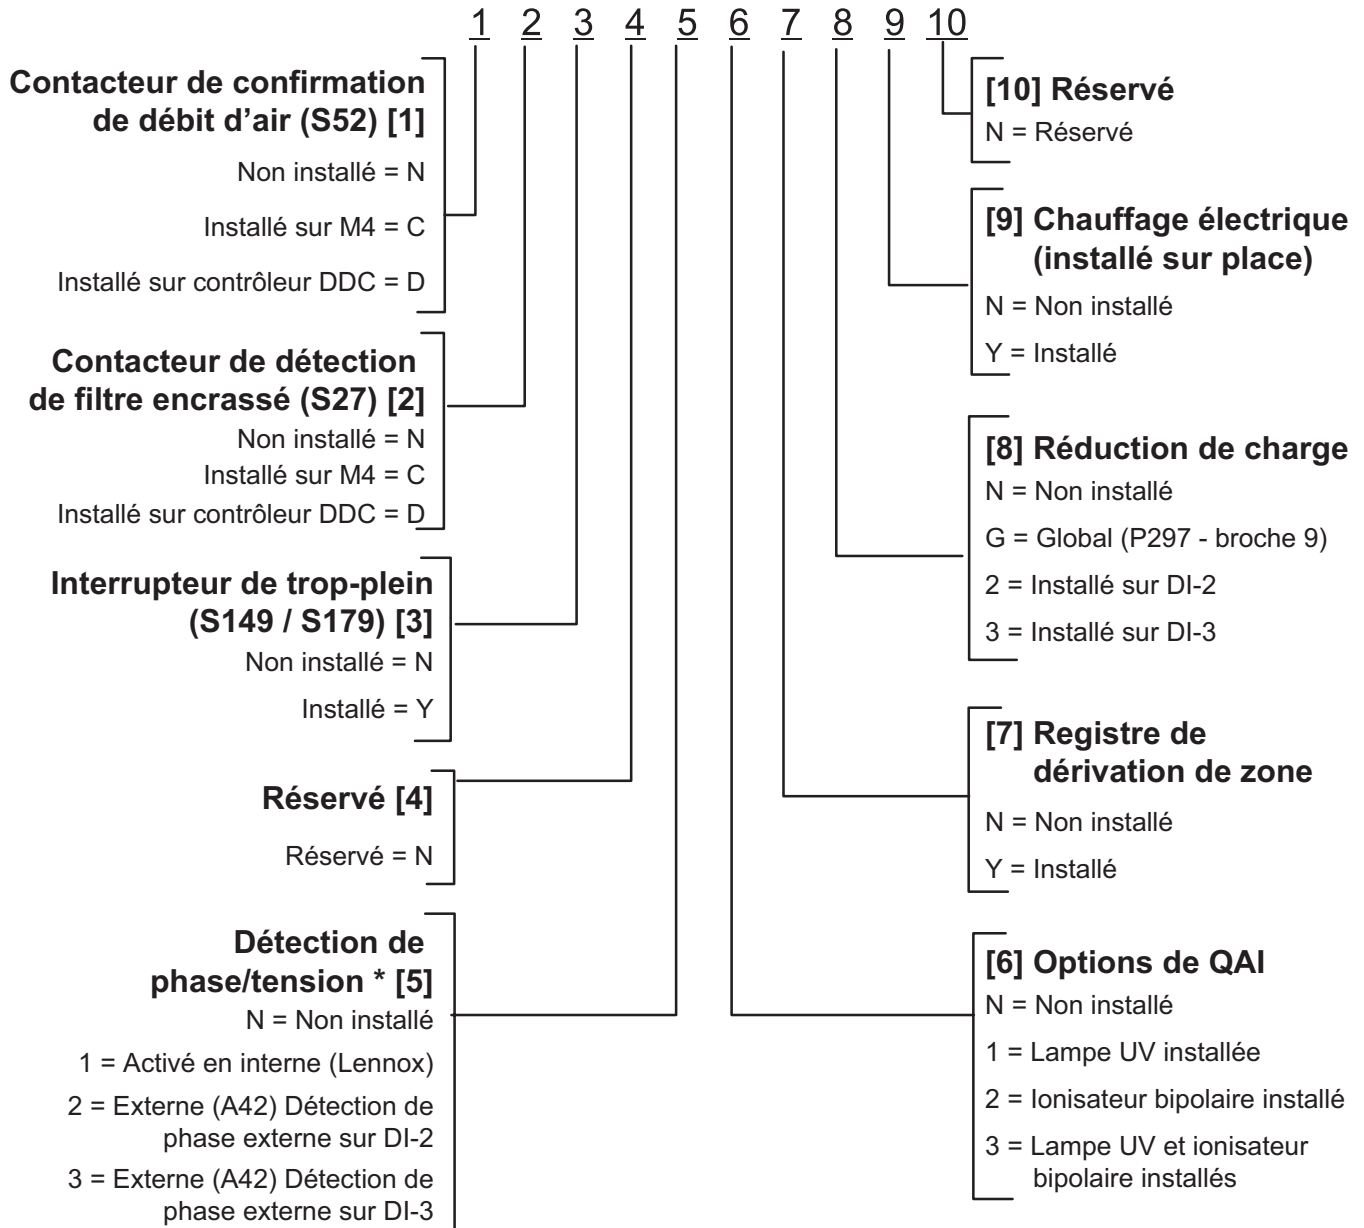 1 2 3 4 5 6 7 8 9 10
Contacteur de confirmation
de débit d’air (S52) [1]
Non installé = N
Installé sur M4 = C
Installé sur contrôleur DDC = D
Contacteur de détection
de filtre encrassé (S27) [2]
Non installé = N
Installé sur M4 = C
Installé sur contrôleur DDC = D
Interrupteur de trop-plein
(S149 / S179) [3]
Non installé = N
Installé = Y
Réservé [4]
Réservé = N
Détection de
phase/tension * [5]
N = Non installé
1 = Activé en interne (Lennox)
2 = Externe (A42) Détection de
phase externe sur DI-2
3 = Externe (A42) Détection de
phase externe sur DI-3
[10] Réservé
N = Réservé
[9] Chauffage électrique
(installé sur place)
N = Non installé
Y = Installé
[8] Réduction de charge
N = Non installé
G = Global (P297 - broche 9)
2 = Installé sur DI-2
3 = Installé sur DI-3
[7] Registre de
dérivation de zone
N = Non installé
Y = Installé
[6] Options de QAI
N = Non installé
1 = Lampe UV installée
2 = Ionisateur bipolaire installé
3 = Lampe UV et ionisateur
bipolaire installés